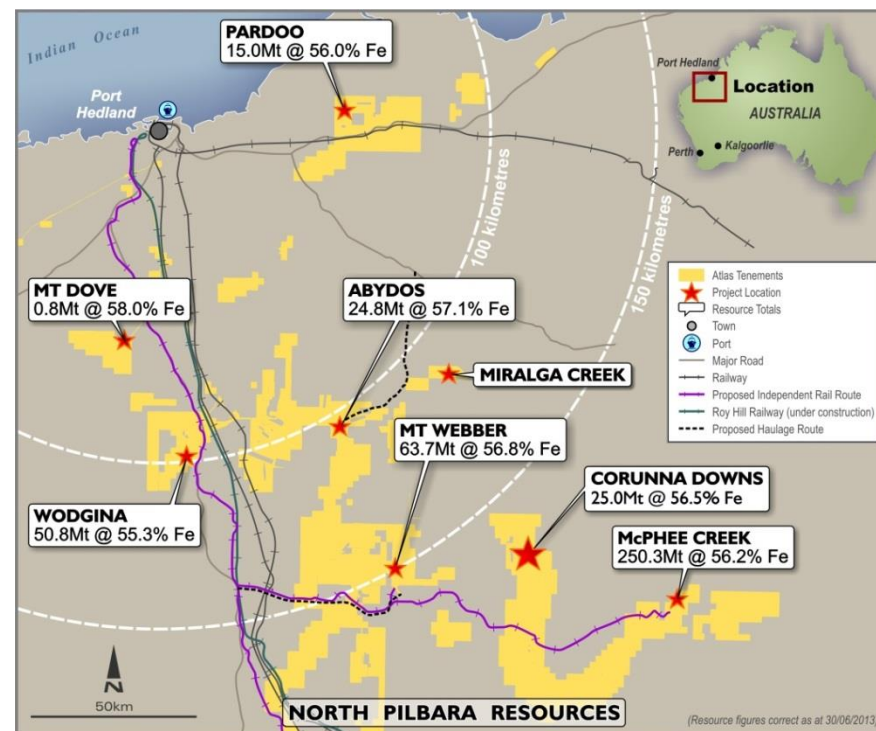 Indian Ocean
PARDOO
15.0Mt @ 56.0% Fe
Port
Hedland
Port Hedland
Location
AUSTRALIA
Perth
Kalgoorlie
100 kilometres
150 kilometres
MT DOVE
0.8Mt @ 58.0% Fe
ABYDOS
24.8Mt @ 57.1% Fe
MIRALGA CREEK
MT WEBBER
63.7Mt @ 56.8% Fe
Atlas Tenements
Project Location
Resource Totals
Town
Port
Major Road
Railway
Proposed Independent Rail Route
Roy Hill Railway (under construction)
Proposed Haulage Route
CORUNNA DOWNS
25.0Mt @ 56.5% Fe
WODGINA
50.8Mt @ 55.3% Fe
McPHEE CREEK
250.3Mt @ 56.2% Fe
N
50km
NORTH PILBARA RESOURCES
(Resource figures correct as at 30/06/2013)